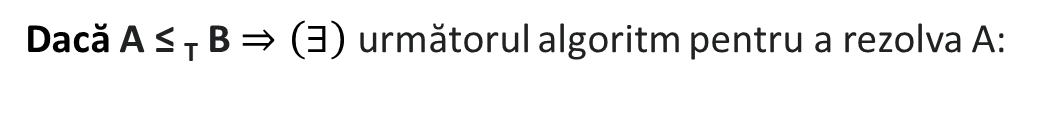 Dacă A ≤ T B ⇒ (∃) următorul algoritm pentru a rezolva A: